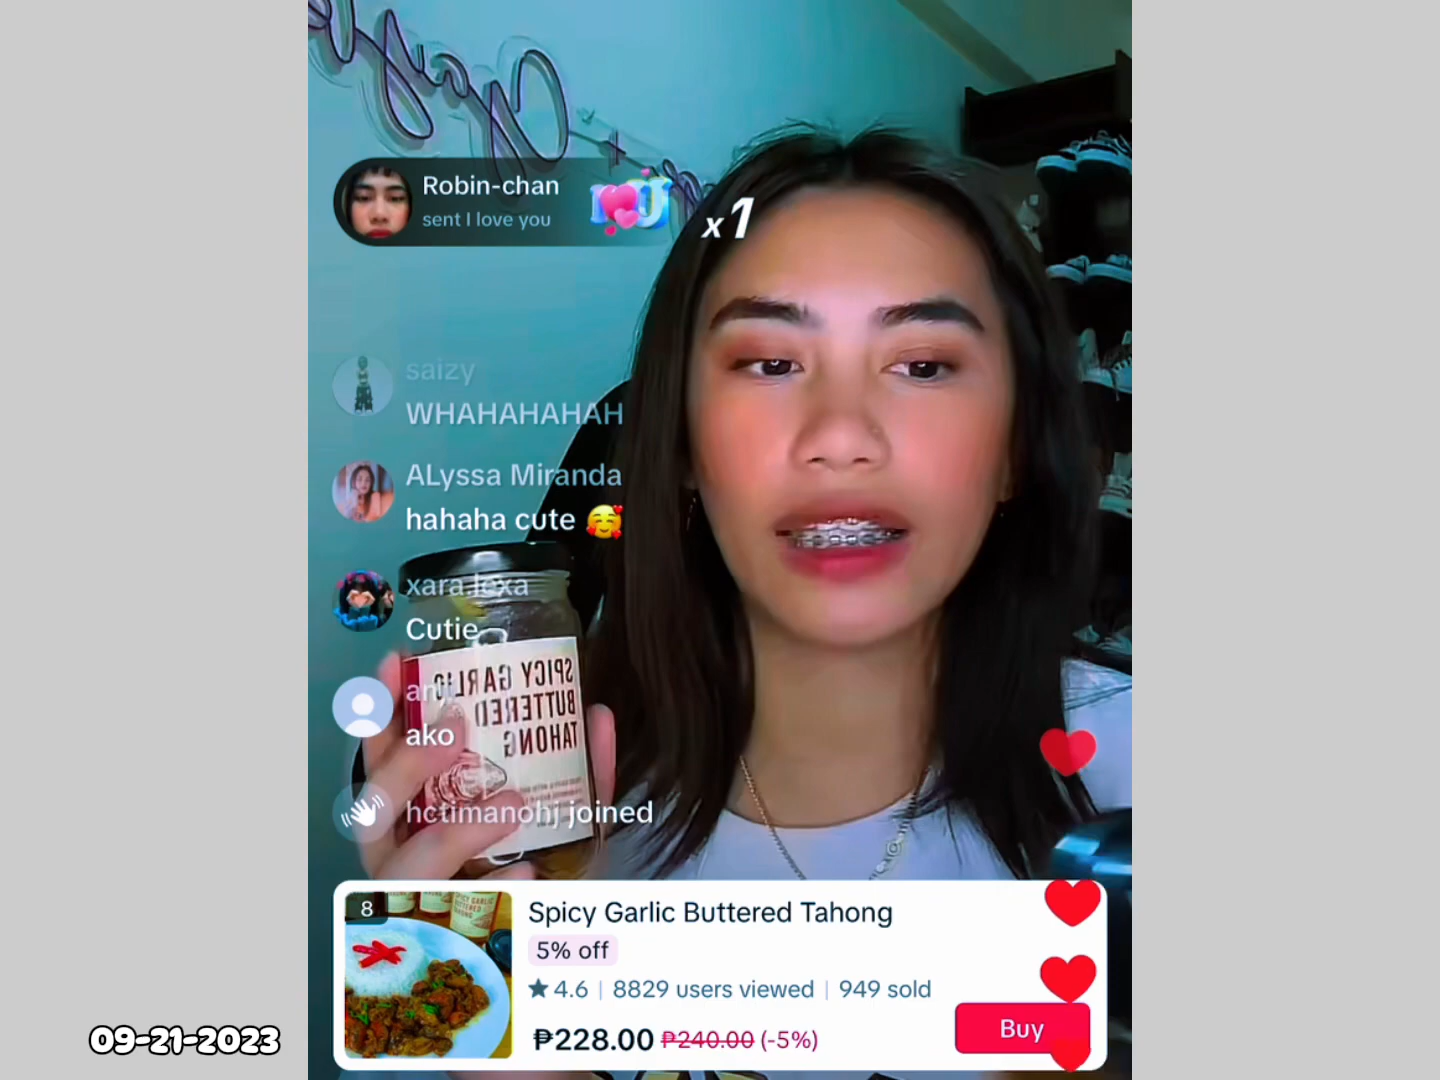 Robin-chan
sent I love you
x1
saizy
WHAHAHAHAH
ALyssa Miranda
hahaha cute 🥰
xara.lexa
Cutie
ako
hctimanohj joined
SPICY GARLIC
BUTTERED
TAHONG
8
Spicy Garlic Buttered Tahong
5% off
★ 4.6 | 8829 users viewed | 949 sold
₱228.00 ₱240.00 (-5%)
Buy
09-21-2023